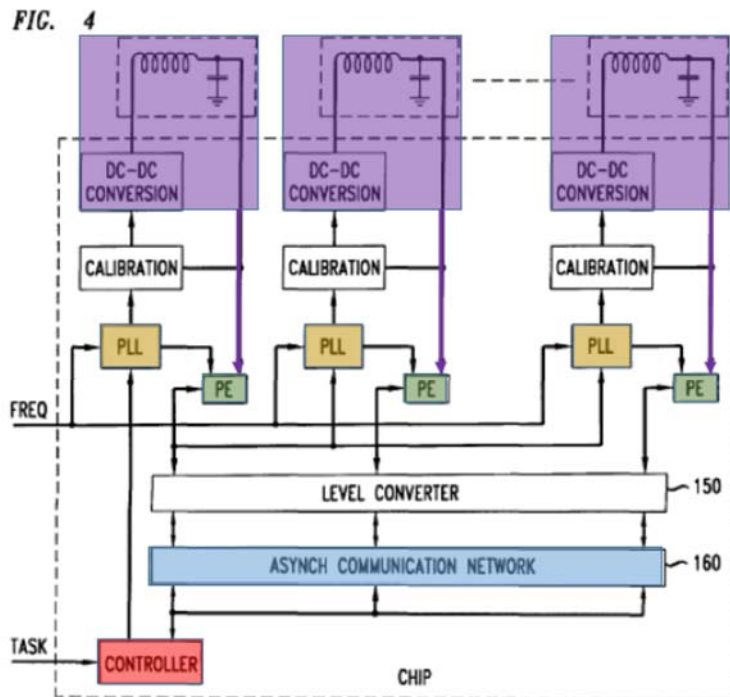 FIG. 4
DC-DC
CONVERSION
DC-DC
CONVERSION
DC-DC
CONVERSION
CALIBRATION
CALIBRATION
CALIBRATION
PLL
PLL
PLL
PE
PE
PE
FREQ
LEVEL CONVERTER
150
ASYNCH COMMUNICATION NETWORK
160
TASK
CONTROLLER
CHIP